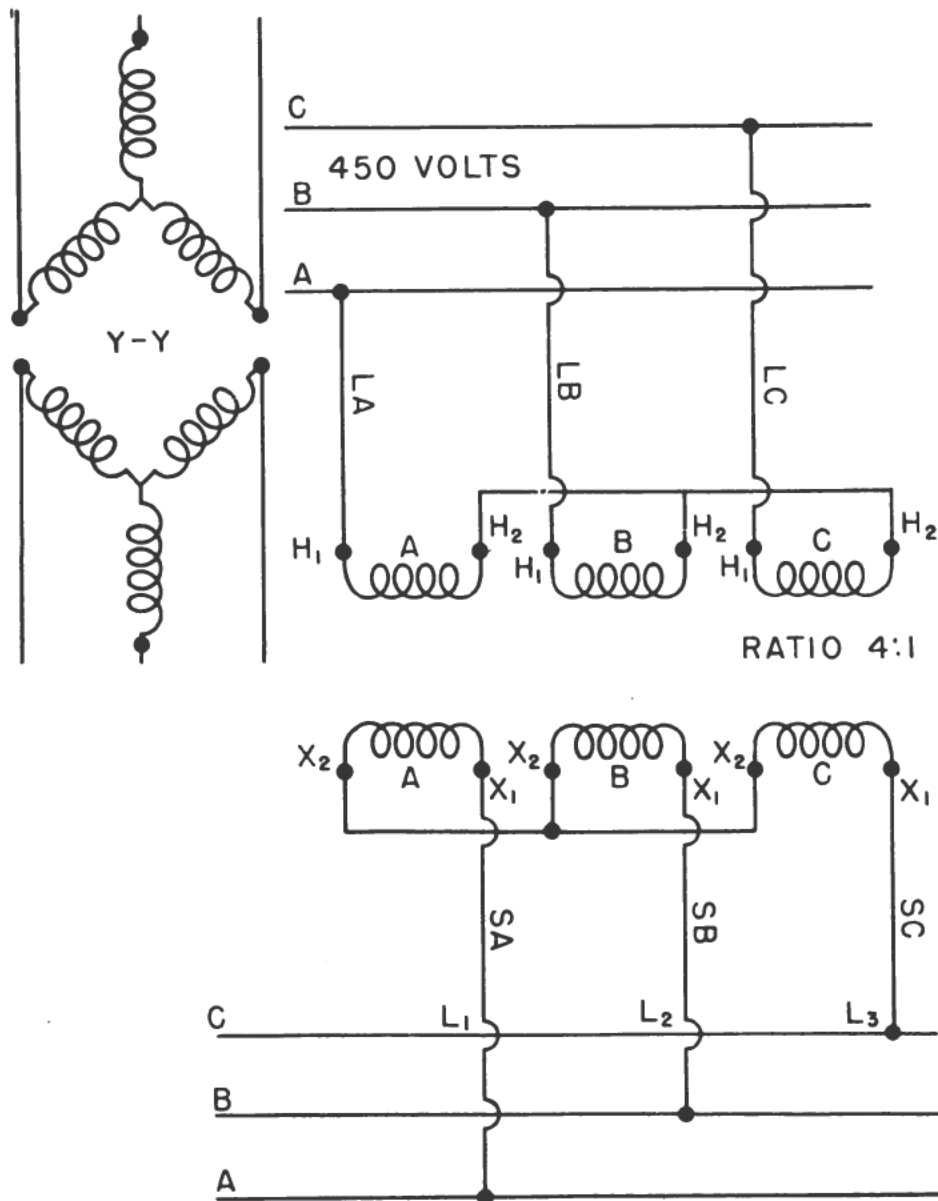 C
450 VOLTS
B
A
Y-Y
LA
LB
LC
H₁
A
H₂
H₁
B
H₂
H₁
C
H₂
RATIO 4:1
X₂
A
X₁
X₂
B
X₁
X₂
C
X₁
SA
SB
SC
C
L₁
L₂
L₃
B
A